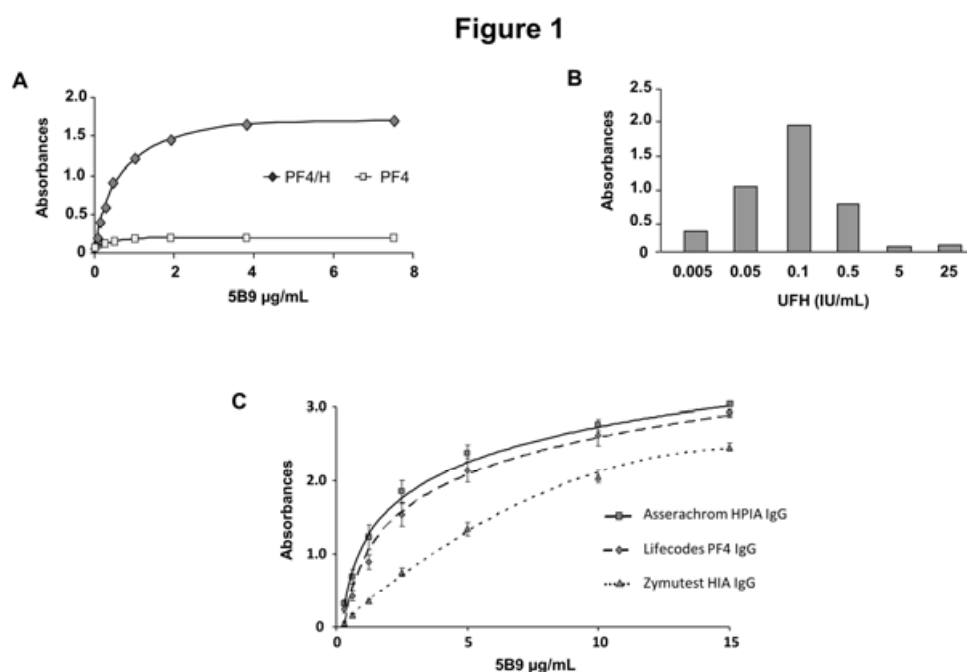 Figure 1
A
Absorbances
2.0
1.5
1.0
0.5
0
PF4/H
PF4
0 2 4 6 8
5B9 µg/mL
B
Absorbances
2.5
2.0
1.5
1.0
0.5
0
0.005 0.05 0.1 0.5 5 25
UFH (IU/mL)
C
Absorbances
3.0
2.0
1.0
0
Asserachrom HPIA IgG
Lifecodes PF4 IgG
Zymutest HIA IgG
0 5 10 15
5B9 µg/mL